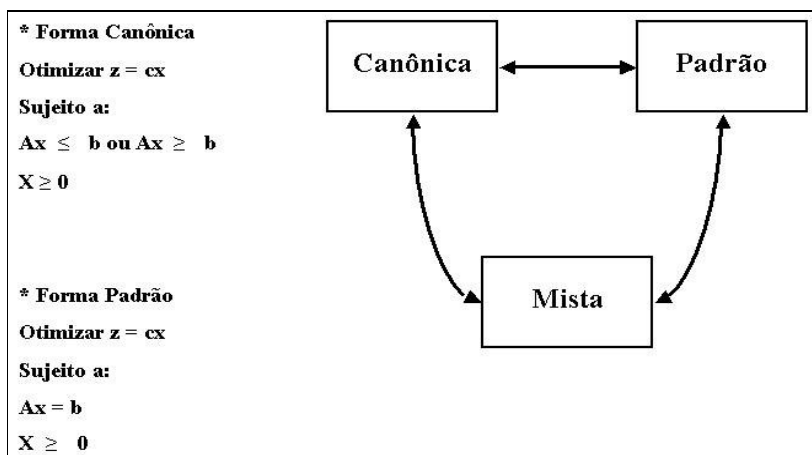 * Forma Canônica
Otimizar z = cx
Sujeito a:
Ax ≤ b ou Ax ≥ b
X ≥ 0
* Forma Padrão
Otimizar z = cx
Sujeito a:
Ax = b
X ≥ 0
Canônica
Padrão
Mista